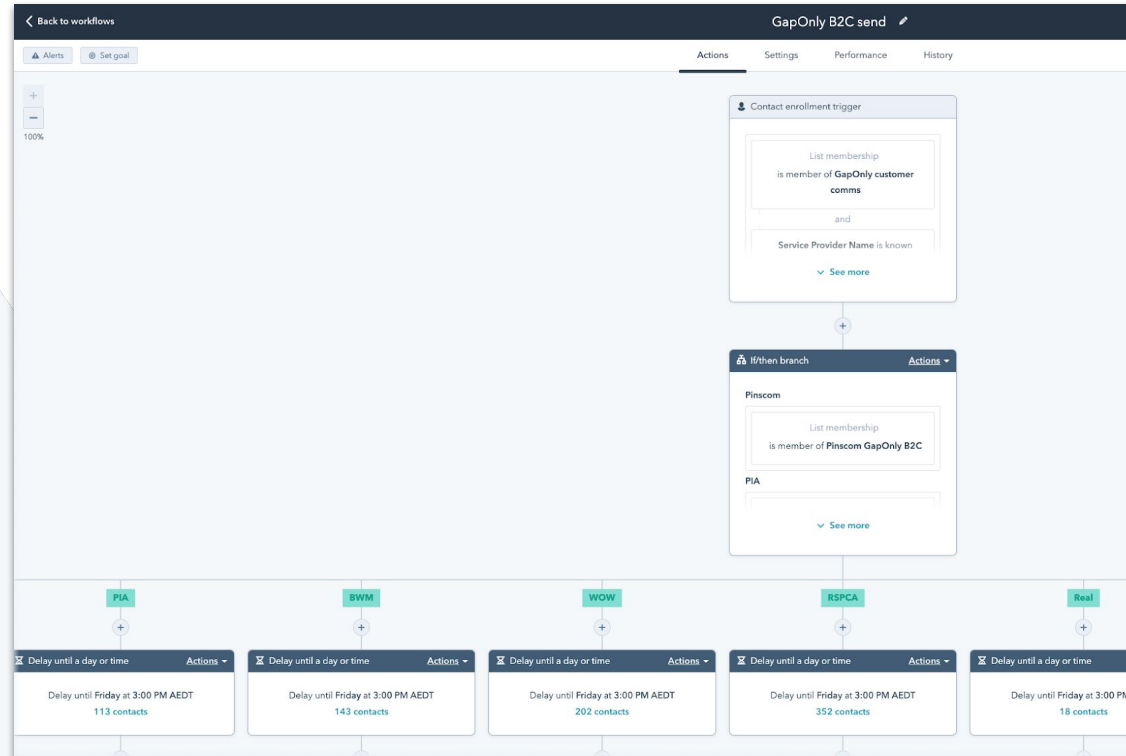 Back to workflows
GapOnly B2C send
Alerts
Set goal
Actions
Settings
Performance
History
100%
Contact enrollment trigger
List membership
is member of GapOnly customer
comms
and
Service Provider Name is known
See more
If/then branch
Actions
Pinscom
List membership
is member of Pinscom GapOnly B2C
PIA
See more
PIA
BWM
WOW
RSPCA
Real
Delay until a day or time
Actions
Delay until a day or time
Actions
Delay until a day or time
Actions
Delay until a day or time
Actions
Delay until a day or time
Delay until Friday at 3:00 PM AEDT
113 contacts
Delay until Friday at 3:00 PM AEDT
143 contacts
Delay until Friday at 3:00 PM AEDT
202 contacts
Delay until Friday at 3:00 PM AEDT
352 contacts
Delay until Friday at 3:00 PM
18 contacts